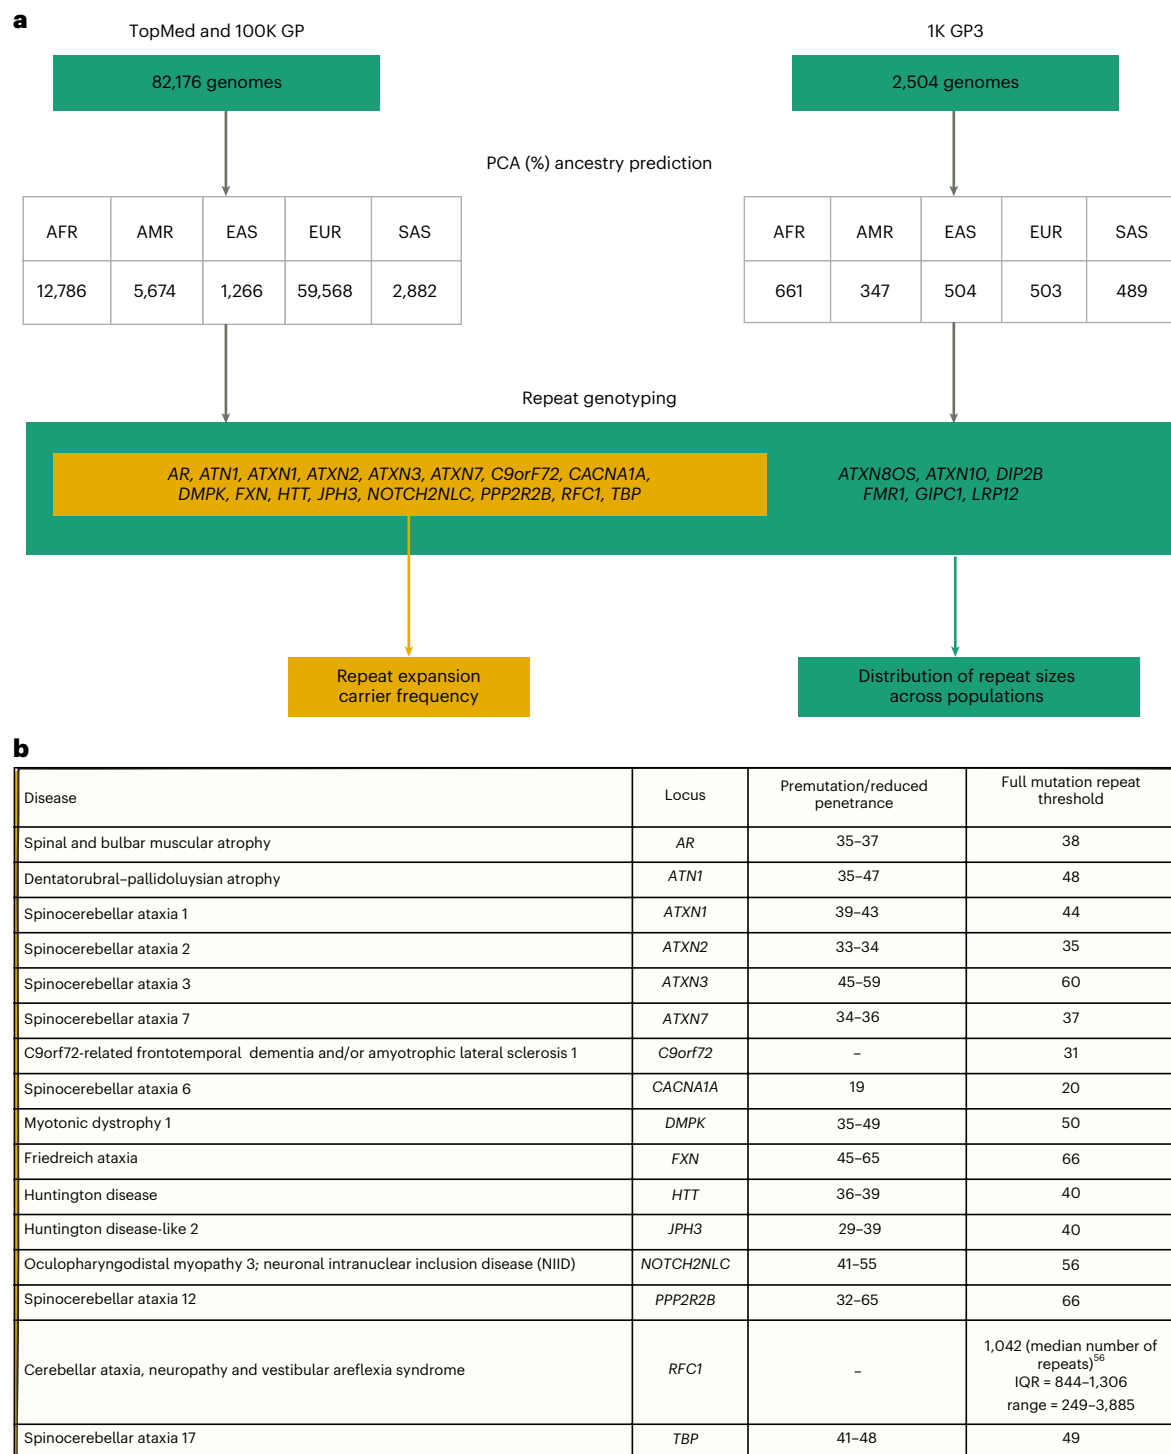 a
TopMed and 100K GP
1K GP3
82,176 genomes
2,504 genomes
PCA (%) ancestry prediction
AFR AMR EAS EUR SAS
12,786 5,674 1,266 59,568 2,882
AFR AMR EAS EUR SAS
661 347 504 503 489
Repeat genotyping
AR, ATN1, ATXN1, ATXN2, ATXN3, ATXN7, C9orF72, CACNA1A,
DMPK, FXN, HTT, JPH3, NOTCH2NLC, PPP2R2B, RFC1, TBP
ATXN8OS, ATXN10, DIP2B
FMR1, GIPC1, LRP12
Repeat expansion
carrier frequency
Distribution of repeat sizes
across populations
b
Disease Locus Premutation/reduced
penetrance Full mutation repeat
threshold
Spinal and bulbar muscular atrophy AR 35–37 38
Dentatorubral–pallidoluysian atrophy ATN1 35–47 48
Spinocerebellar ataxia 1 ATXN1 39–43 44
Spinocerebellar ataxia 2 ATXN2 33–34 35
Spinocerebellar ataxia 3 ATXN3 45–59 60
Spinocerebellar ataxia 7 ATXN7 34–36 37
C9orf72-related frontotemporal dementia and/or amyotrophic lateral sclerosis 1 C9orf72 – 31
Spinocerebellar ataxia 6 CACNA1A 19 20
Myotonic dystrophy 1 DMPK 35–49 50
Friedreich ataxia FXN 45–65 66
Huntington disease HTT 36–39 40
Huntington disease-like 2 JPH3 29–39 40
Oculopharyngodistal myopathy 3; neuronal intranuclear inclusion disease (NIID) NOTCH2NLC 41–55 56
Spinocerebellar ataxia 12 PPP2R2B 32–65 66
Cerebellar ataxia, neuropathy and vestibular areflexia syndrome RFC1 – 1,042 (median number of
repeats)56
IQR = 844–1,306
range = 249–3,885
Spinocerebellar ataxia 17 TBP 41–48 49